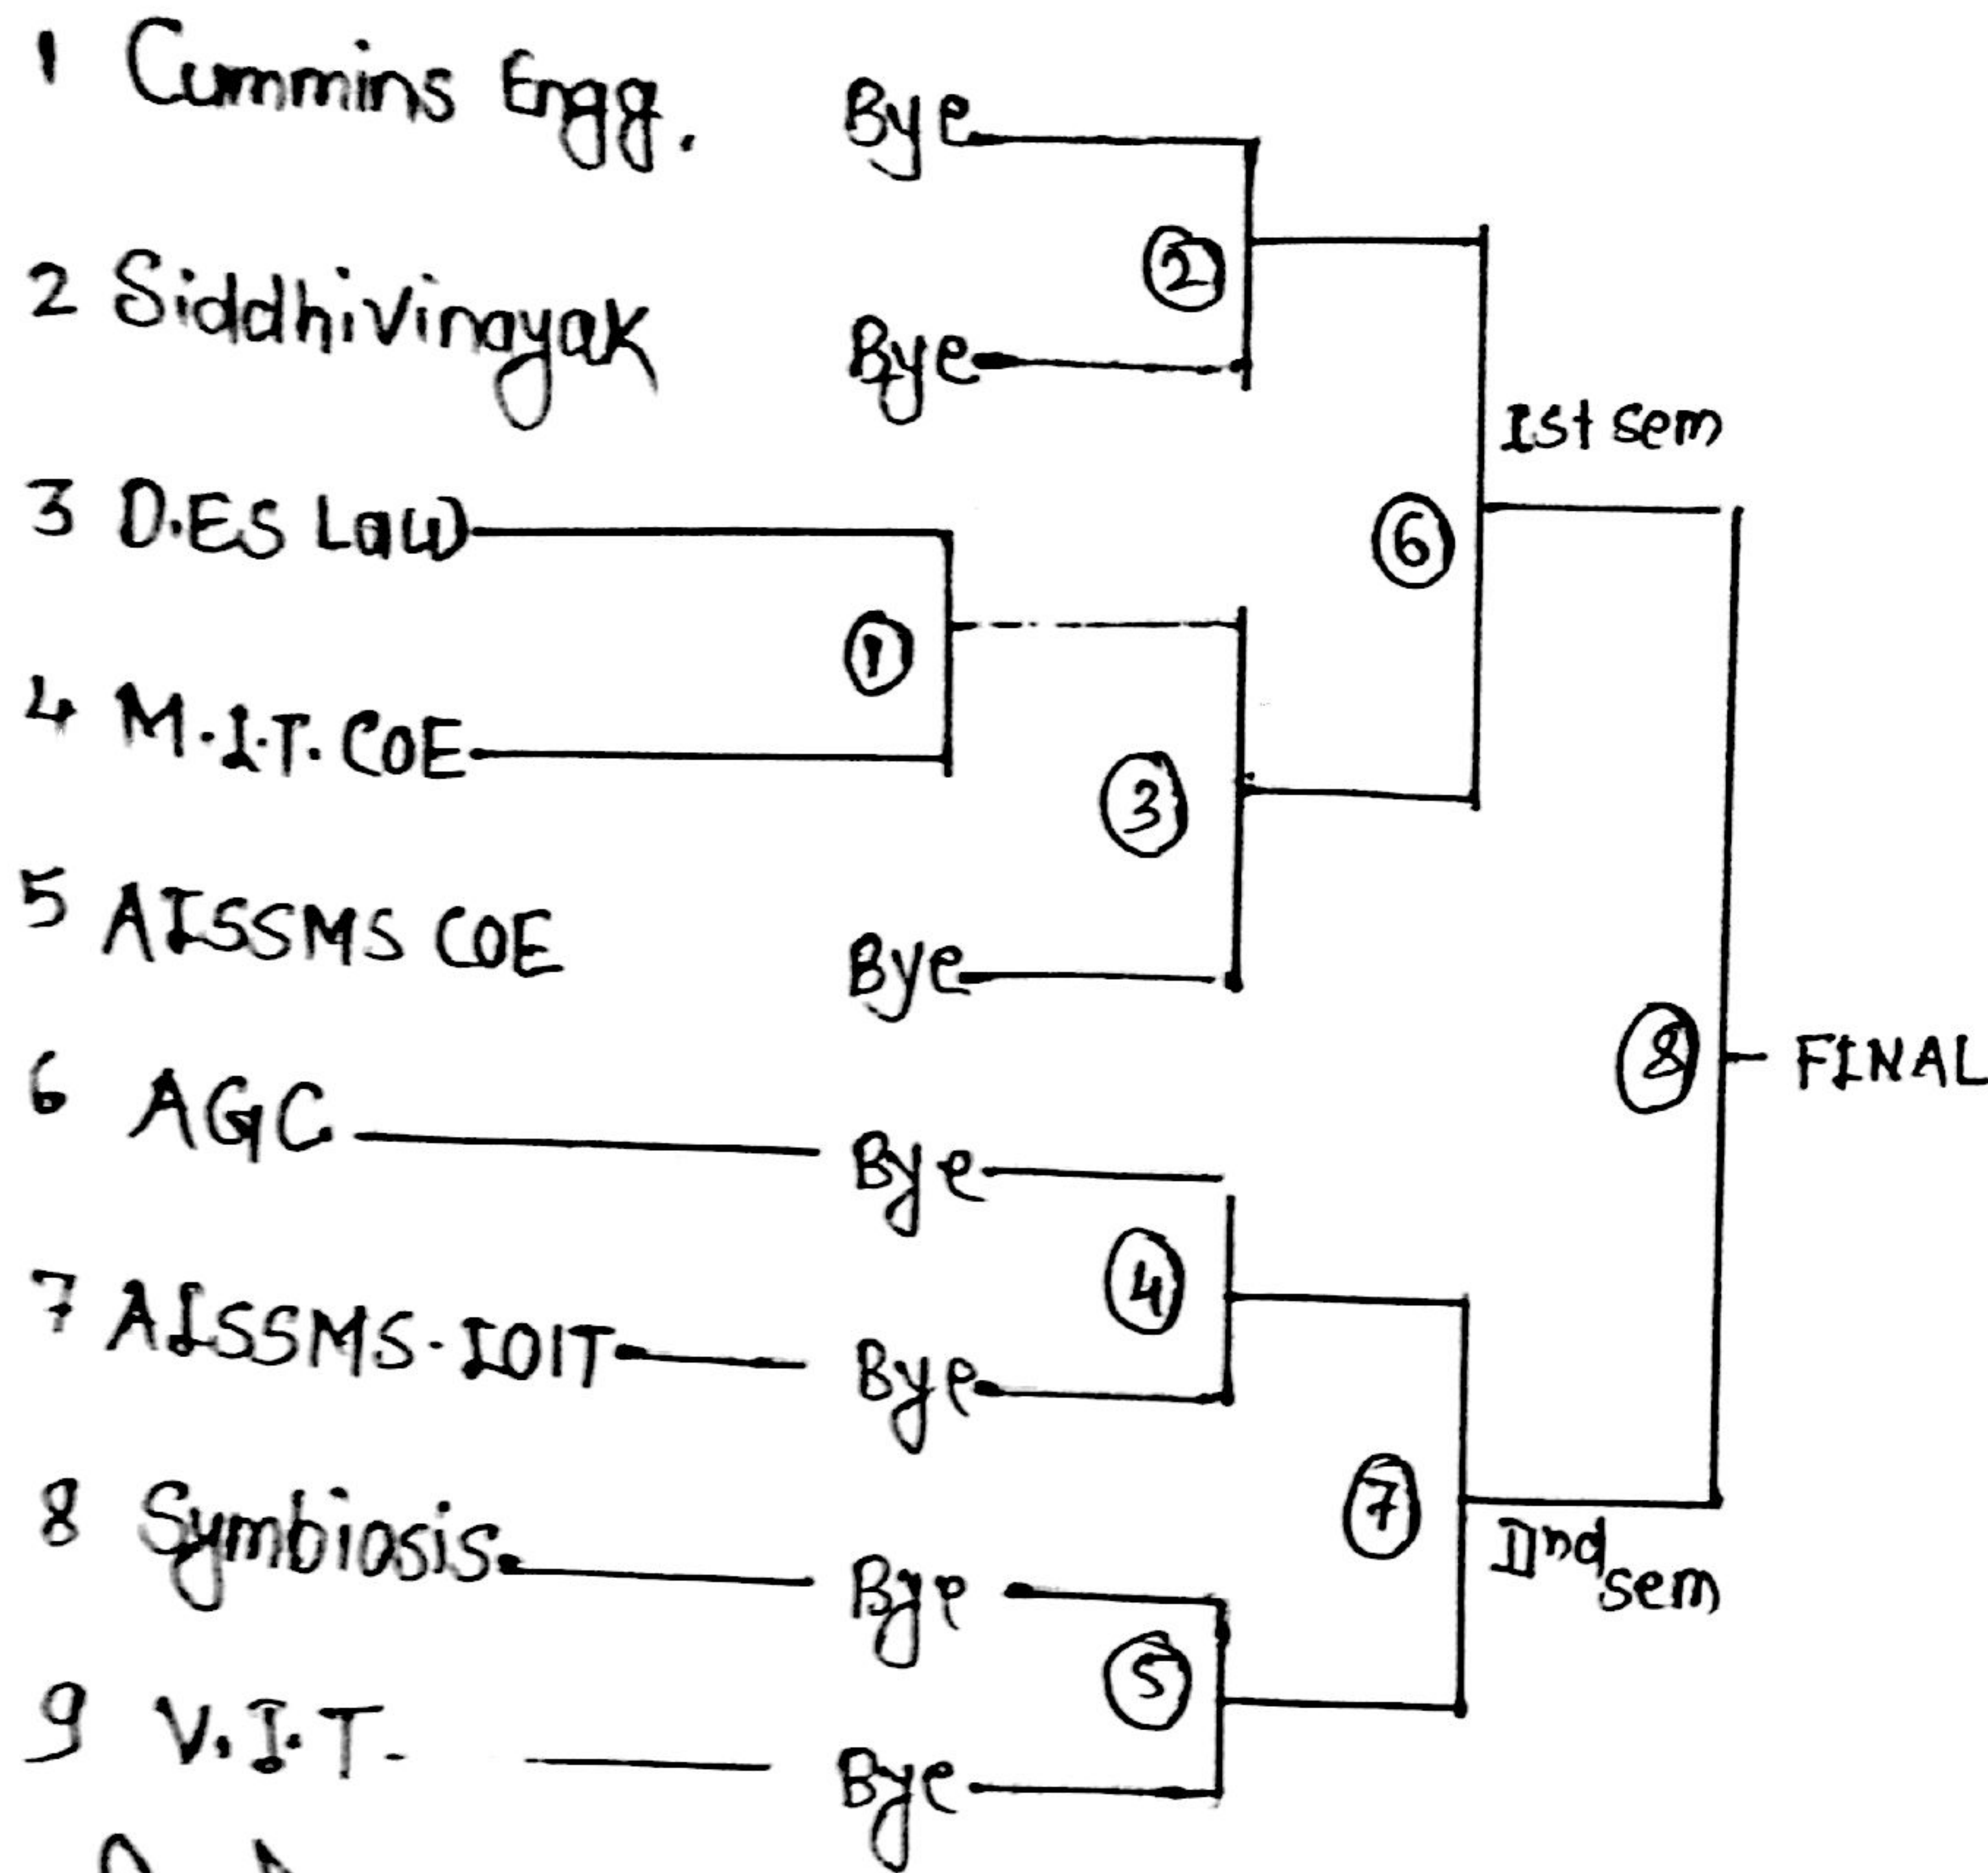 1 Cummins Engg. Bye
2
2 Siddhivinayak Bye
Ist sem
3 D.ES Law
6
1
4 M.I.T. COE
3
5 AISSMS COE Bye
8 FINAL
6 AGC Bye
4
7 AISSMS-IOIT Bye
7
IInd sem
8 Symbiosis. Bye
5
9 V.I.T. Bye